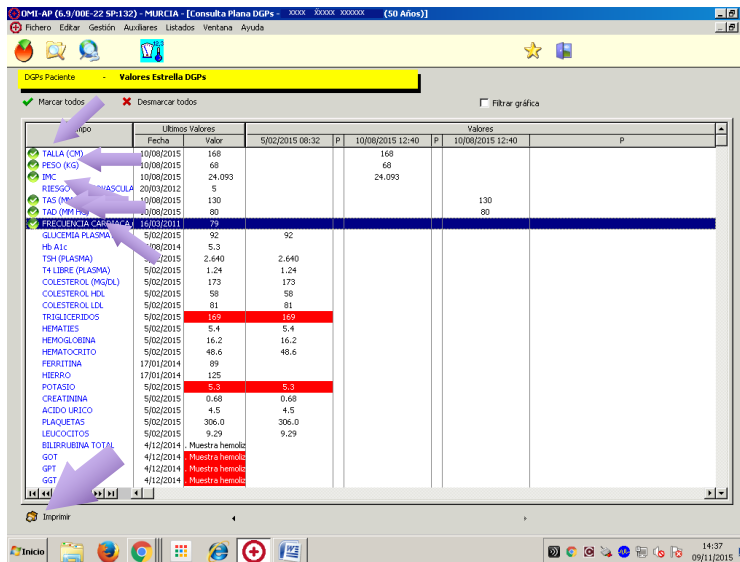 OMI-AP (6.9/00E-22 SP:132) - MURCIA - [Consulta Plana DGPs - xxxx xxxxx xxxxxx (50 Años)]
Fichero Editar Gestión Auxiliares Listados Ventana Ayuda
DGPs Paciente - Valores Estrella DGPs
Marcar todos Desmarcar todos Filtrar gráfica
Ultimos Valores Valores
Fecha Valor 5/02/2015 08:32 P 10/08/2015 12:40 P 10/08/2015 12:40 P
TALLA (CM) 10/08/2015 168 168
PESO (KG) 10/08/2015 68 68
IMC 10/08/2015 24.093 24.093
RIESGO 20/03/2012 5
TAS 10/08/2015 130 130
TAD (MM 10/08/2015 80 80
FRECUENCIA CARDIACA 16/03/2011 79
GLUCEMIA PLASMA 5/02/2015 92 92
Hb A1c /08/2014 5.3
TSH (PLASMA) /2015 2.640 2.640
T4 LIBRE (PLASMA) 5/02/2015 1.24 1.24
COLESTEROL (MG/DL) 5/02/2015 173 173
COLESTEROL HDL 5/02/2015 58 58
COLESTEROL LDL 5/02/2015 81 81
TRIGLICERIDOS 5/02/2015 169 169
HEMATIES 5/02/2015 5.4 5.4
HEMOGLOBINA 5/02/2015 16.2 16.2
HEMATOCRITO 5/02/2015 48.6 48.6
FERRITINA 17/01/2014 89
HIERRO 17/01/2014 125
POTASIO 5/02/2015 5.3 5.3
CREATININA 5/02/2015 0.68 0.68
ACIDO URICO 5/02/2015 4.5 4.5
PLAQUETAS 5/02/2015 306.0 306.0
LEUCOCITOS 5/02/2015 9.29 9.29
BILIRRUBINA TOTAL 4/12/2014 . Muestra hemoliz
GOT 4/12/2014 . Muestra hemoliz
GPT 4/12/2014 . Muestra hemoliz
GGT 4/12/2014 . Muestra hemoliz
Imprimir
Inicio 14:37
09/11/2015